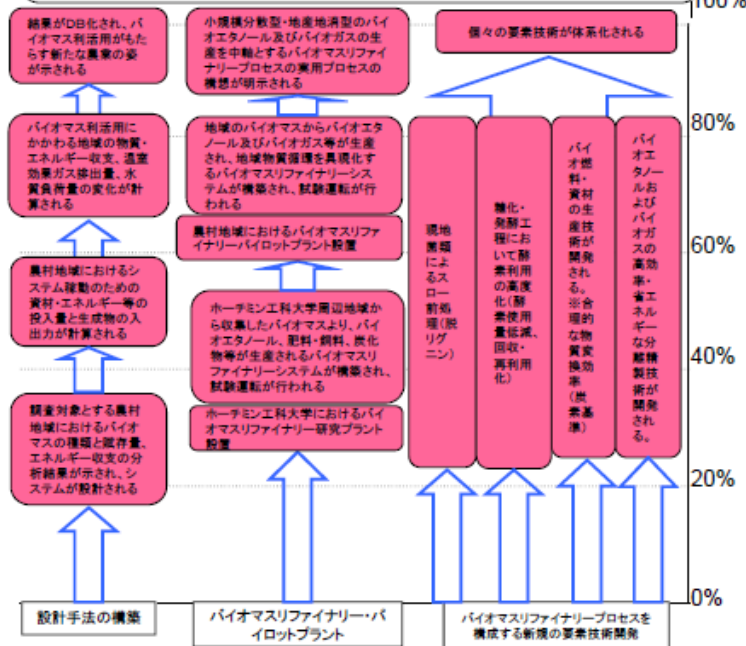 100%
結果がDB化され、バ
イオマス利活用がもた
らす新たな農業の姿
が示される
小規模分散型・地産地消型のバイ
オエタノール及びバイオガスの生
産を中軸とするバイオマスリファイ
ナリープロセスの実用プロセスの
構想が明示される
個々の要素技術が体系化される
80%
バイオマス利活用に
かかわる地域の物質・
エネルギー収支、温室
効果ガス排出量、水
質負荷量の変化が計
算される
地域のバイオマスからバイオエタ
ノール及びバイオガス等が生産
され、地域物質循環を具現化す
るバイオマスリファイナリーシス
テムが構築され、試験運転が行
われる
農村地域におけるバイオマスリファ
イナリーパイロットプラント設置
60%
農村地域におけるシス
テム稼動のための
資材・エネルギー等の
投入量と生成物の入
出力が計算される
ホーチミン工科大学周辺地域か
ら収集したバイオマスより、バイ
オエタノール、肥料・飼料、炭化
物等が生産されるバイオマスリ
ファイナリーシステムが構築され、
試験運転が行われる
ホーチミン工科大学におけるバイ
オマスリファイナリー研究プラント
設置
40%
調査対象とする農村
地域におけるバイオ
マスの種類と賦存量、
エネルギー収支の分
析結果が示され、シ
ステムが設計される
現地
菌類に
よるスロー
前処理(脱リ
グニン)
糖化・
発酵工
程におい
て酵素利用
の高度化(酵素
使用量低減、
回収・
再利用
化)
バイ
オ燃
料・資材
の生産技術
が開発され
る。※合理的
な物質変換効率
(炭素基
準)
バイ
オエタ
ノールおよび
バイオガスの
高効率・省エネル
ギーな分離精製
技術が開発さ
れる。
20%
0%
設計手法の構築
バイオマスリファイナリー・パ
イロットプラント
バイオマスリファイナリープロセスを
構成する新規の要素技術開発